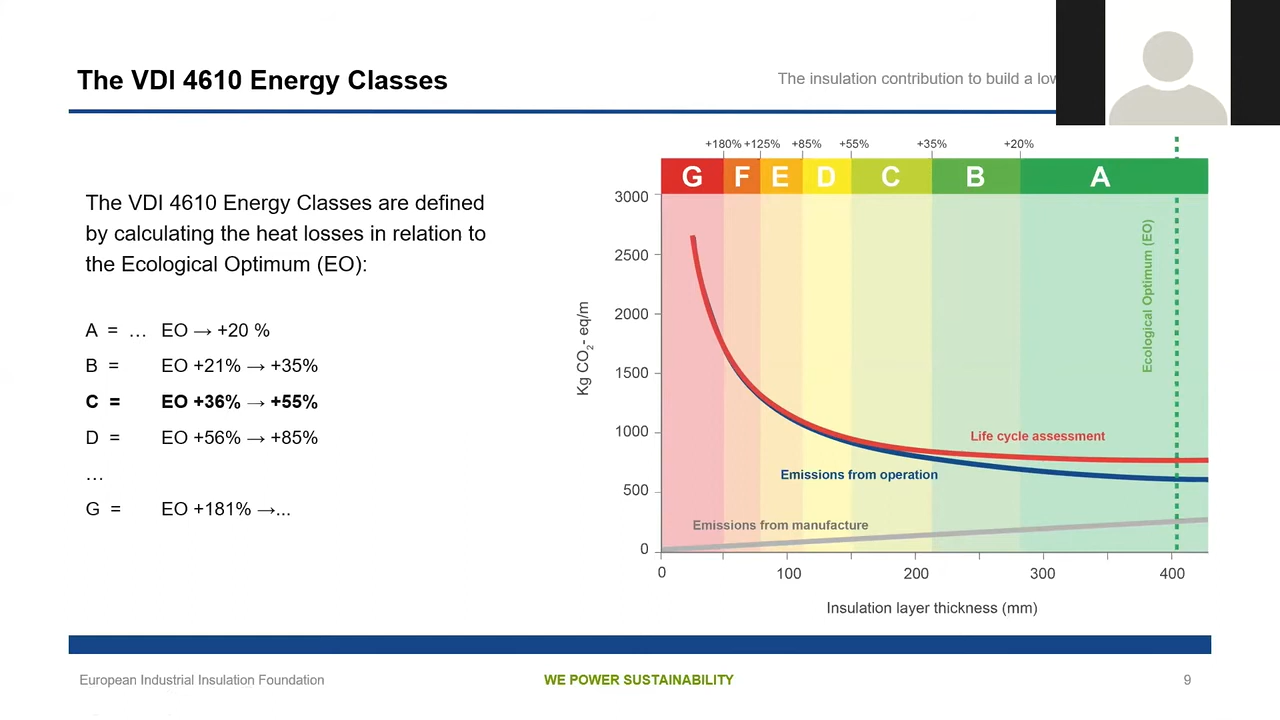 The VDI 4610 Energy Classes
The insulation contribution to build a low
The VDI 4610 Energy Classes are defined
by calculating the heat losses in relation to
the Ecological Optimum (EO):
A = … EO → +20 %
B = EO +21% → +35%
C = EO +36% → +55%
D = EO +56% → +85%
…
G = EO +181% →...
+180% +125% +85% +55% +35% +20%
G F E D C B A
Kg CO2- eq/m
3000
2500
2000
1500
1000
500
0
Ecological Optimum (EO)
Life cycle assessment
Emissions from operation
Emissions from manufacture
0 100 200 300 400
Insulation layer thickness (mm)
European Industrial Insulation Foundation
WE POWER SUSTAINABILITY
9